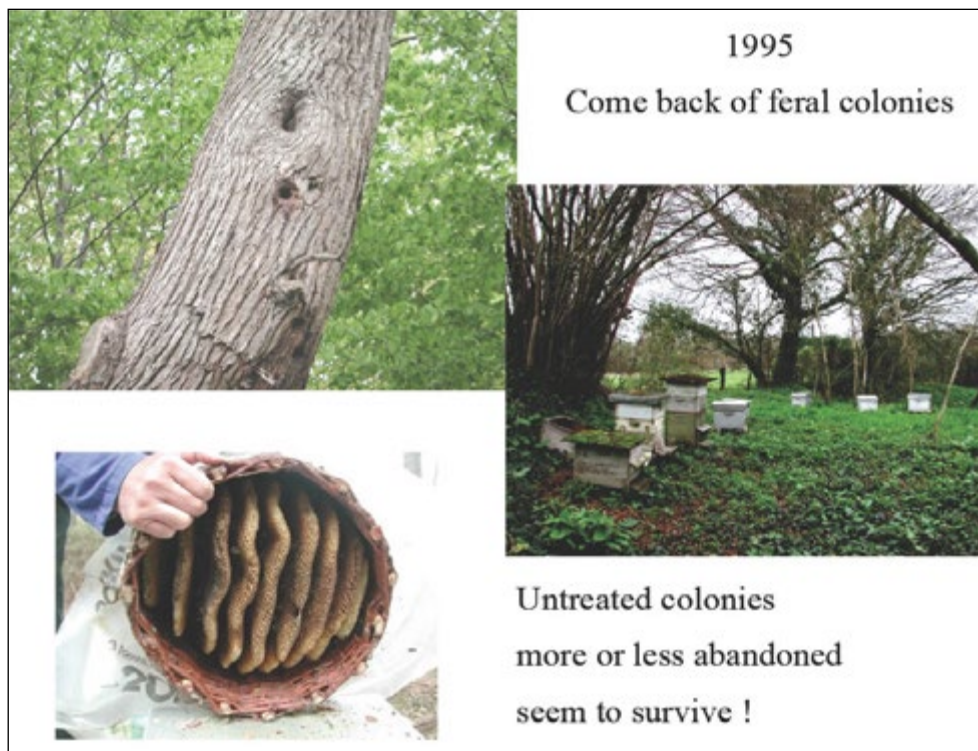 1995
Come back of feral colonies
Untreated colonies
more or less abandoned
seem to survive !